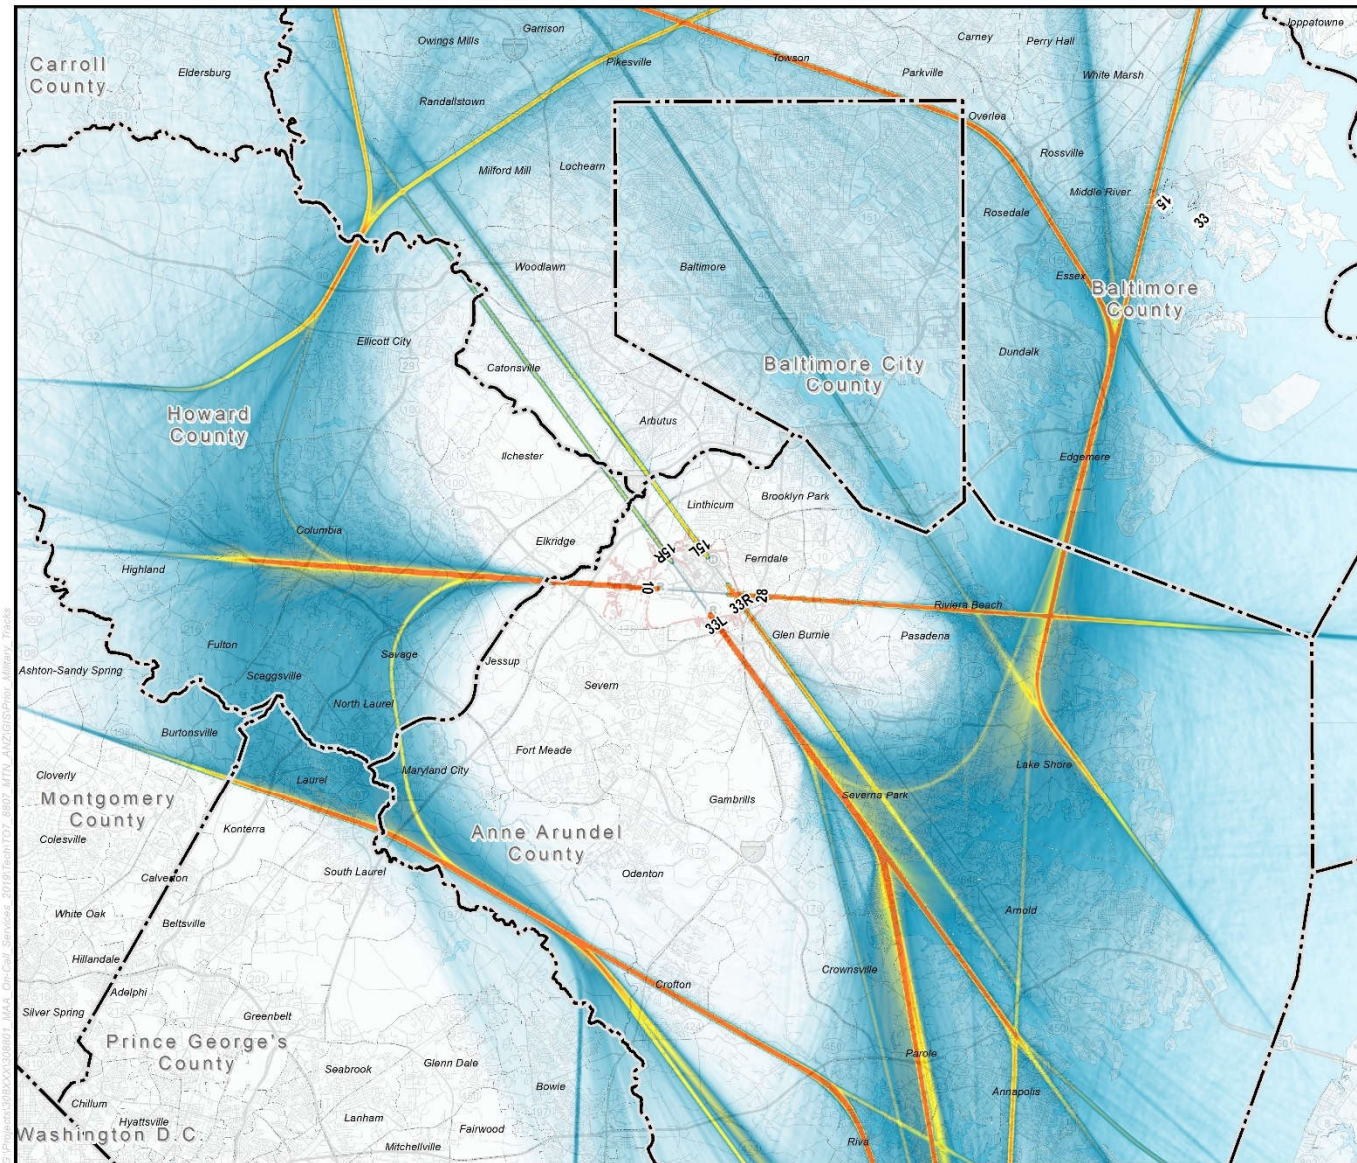 Joppatowne
Garrison
Owings Mills
Carney
Perry Hall
Carroll
County
Eldersburg
Pikesville
Towson
Parkville
White Marsh
Randallstown
Overlea
Rossville
Milford Mill
Lochearn
Middle River
15
33
Rosedale
Woodlawn
Baltimore
Essex
Baltimore
County
Ellicott City
29
Catonsville
Dundalk
Baltimore City
County
Howard
County
Arbutus
Ilchester
Edgemere
Linthicum
Brooklyn Park
Columbia
Elkridge
15R
15L
Ferndale
Highland
10
28
33R
33L
Riviera Beach
Glen Burnie
Pasadena
Fulton
Savage
Jessup
Ashton-Sandy Spring
Scaggsville
Severn
North Laurel
Burtonsville
Fort Meade
Cloverly
Laurel
Maryland City
Lake Shore
Montgomery
County
Gambrills
Severna Park
Colesville
Konterra
Anne Arundel
County
South Laurel
Odenton
Calverton
White Oak
Beltsville
Arnold
Hillandale
Crownsville
Adelphi
Crofton
Silver Spring
Greenbelt
Prince George's
County
Seabrook
Glenn Dale
Parole
Bowie
Annapolis
Chillum
Hyattsville
Lanham
Fairwood
Washington D.C.
Mitchellville
Riva